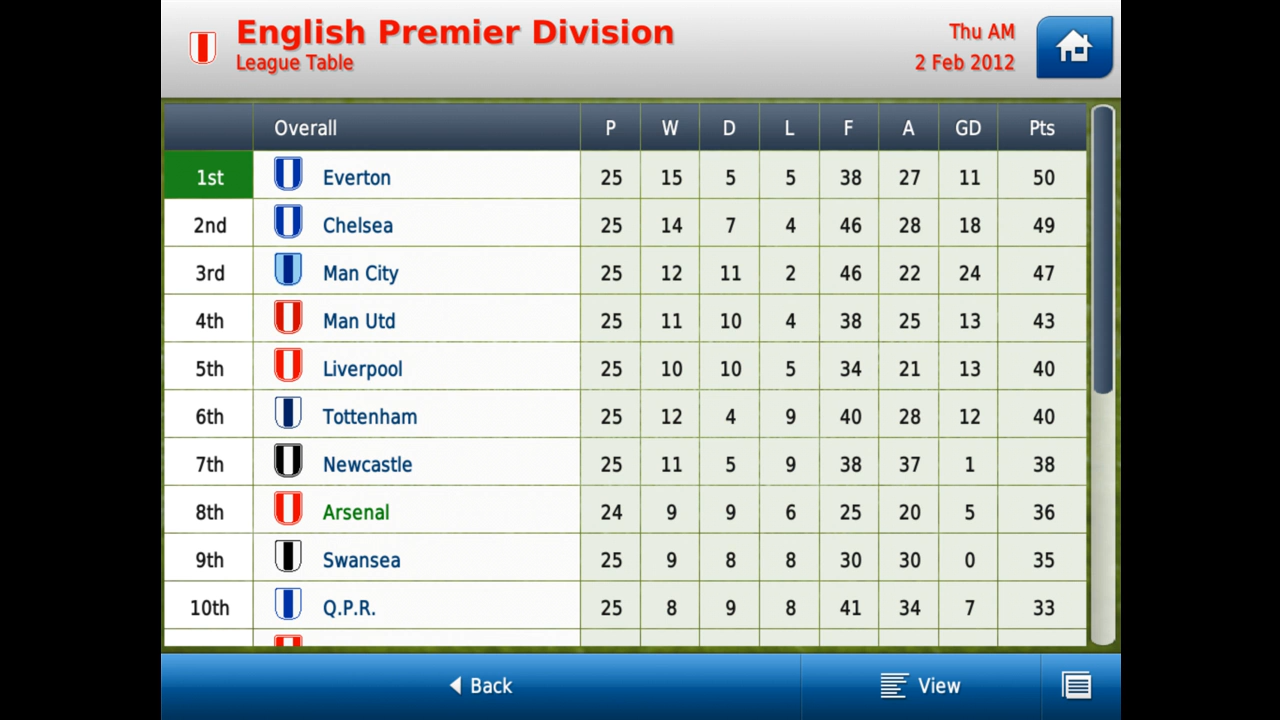 English Premier Division
League Table
Thu AM
2 Feb 2012
Overall P W D L F A GD Pts
1st Everton 25 15 5 5 38 27 11 50
2nd Chelsea 25 14 7 4 46 28 18 49
3rd Man City 25 12 11 2 46 22 24 47
4th Man Utd 25 11 10 4 38 25 13 43
5th Liverpool 25 10 10 5 34 21 13 40
6th Tottenham 25 12 4 9 40 28 12 40
7th Newcastle 25 11 5 9 38 37 1 38
8th Arsenal 24 9 9 6 25 20 5 36
9th Swansea 25 9 8 8 30 30 0 35
10th Q.P.R. 25 8 9 8 41 34 7 33
Back
View